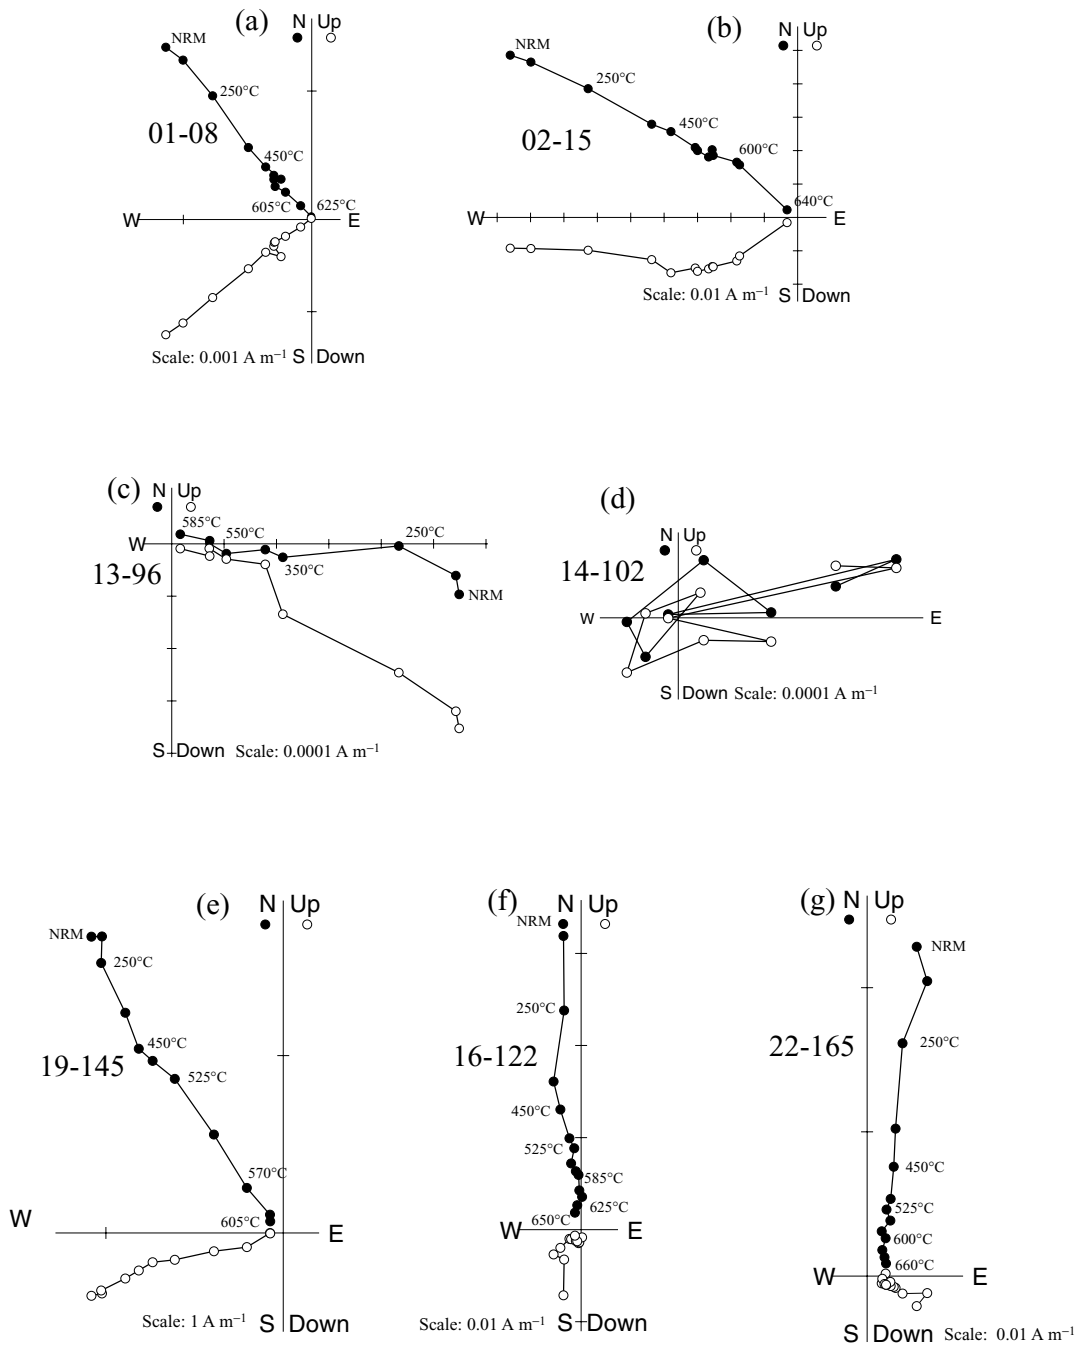 (a)
N Up
NRM
250°C
01-08
450°C
605°C 625°C
W E
Scale: 0.001 A m⁻¹ S Down
(b)
N Up
NRM
250°C
450°C
02-15
600°C
640°C
W E
Scale: 0.01 A m⁻¹ S Down
(c)
N Up
585°C
550°C
250°C
W
350°C
13-96
NRM
S Down Scale: 0.0001 A m⁻¹
(d)
N Up
14-102
W E
S Down Scale: 0.0001 A m⁻¹
(e)
N Up
NRM
250°C
450°C
19-145
525°C
570°C
605°C
W E
Scale: 1 A m⁻¹ S Down
(f)
N Up
NRM
250°C
16-122
450°C
525°C
585°C
625°C
650°C
W E
Scale: 0.01 A m⁻¹ S Down
(g)
N Up
NRM
250°C
22-165
450°C
525°C
600°C
660°C
W E
S Down Scale: 0.01 A m⁻¹